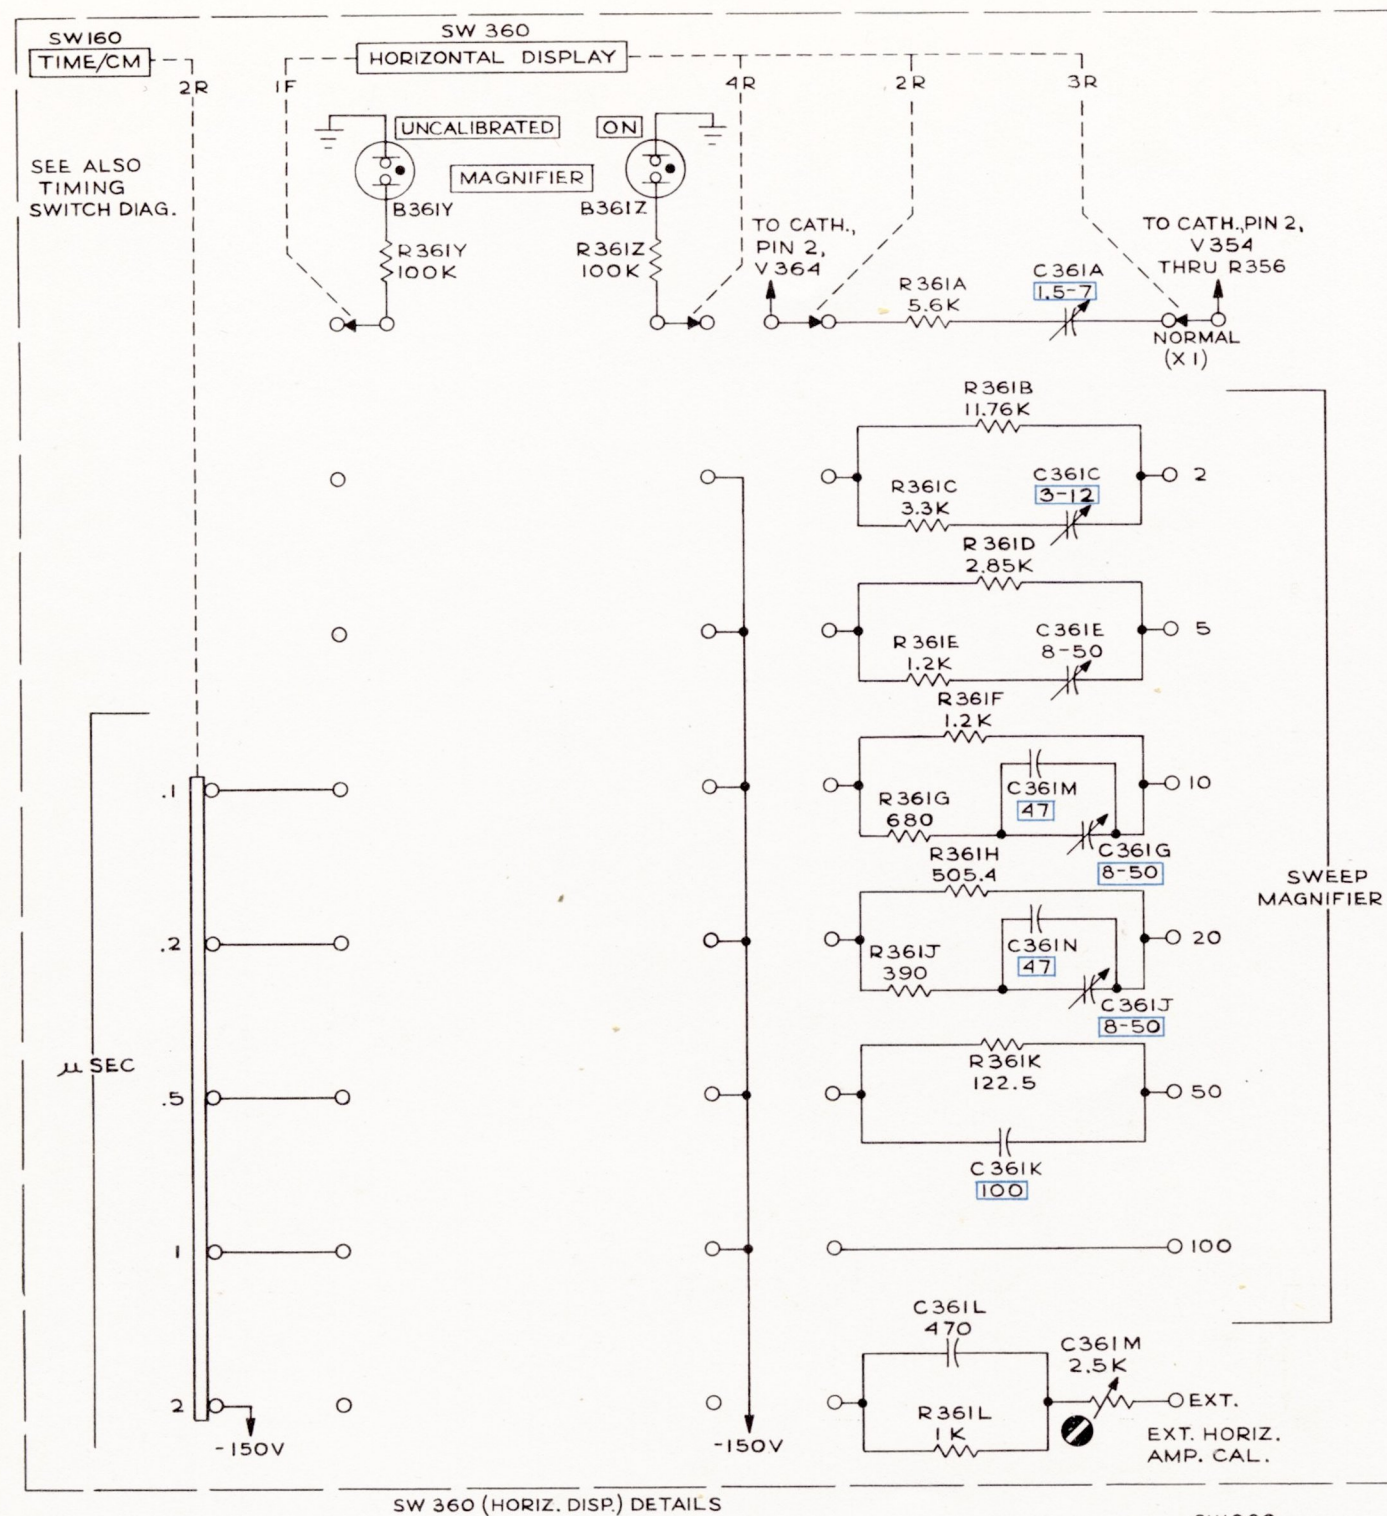 SW160
TIME/CM
2R
SW 360
HORIZONTAL DISPLAY
1F
4R
2R
3R
SEE ALSO
TIMING
SWITCH DIAG.
UNCALIBRATED
ON
MAGNIFIER
B361Y
B361Z
R361Y
100K
R361Z
100K
TO CATH.,
PIN 2,
V364
R361A
5.6K
C361A
1.5-7
TO CATH.,PIN 2,
V354
THRU R356
NORMAL
(X1)
R361B
11.76K
R361C
3.3K
C361C
3-12
2
R361D
2.85K
R361E
1.2K
C361E
8-50
5
R361F
1.2K
R361G
680
C361M
47
C361G
8-50
10
R361H
505.4
R361J
390
C361N
47
C361J
8-50
20
R361K
122.5
C361K
100
50
100
SWEEP
MAGNIFIER
C361L
470
R361L
1K
C361M
2.5K
EXT.
EXT. HORIZ.
AMP. CAL.
µSEC
.1
.2
.5
1
2
-150V
-150V
SW 360 (HORIZ. DISP.) DETAILS